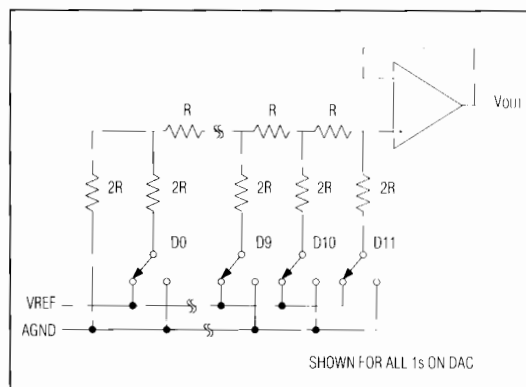 VOUT
R R R
2R 2R 2R 2R 2R
D0 D9 D10 D11
VREF
AGND
SHOWN FOR ALL 1s ON DAC